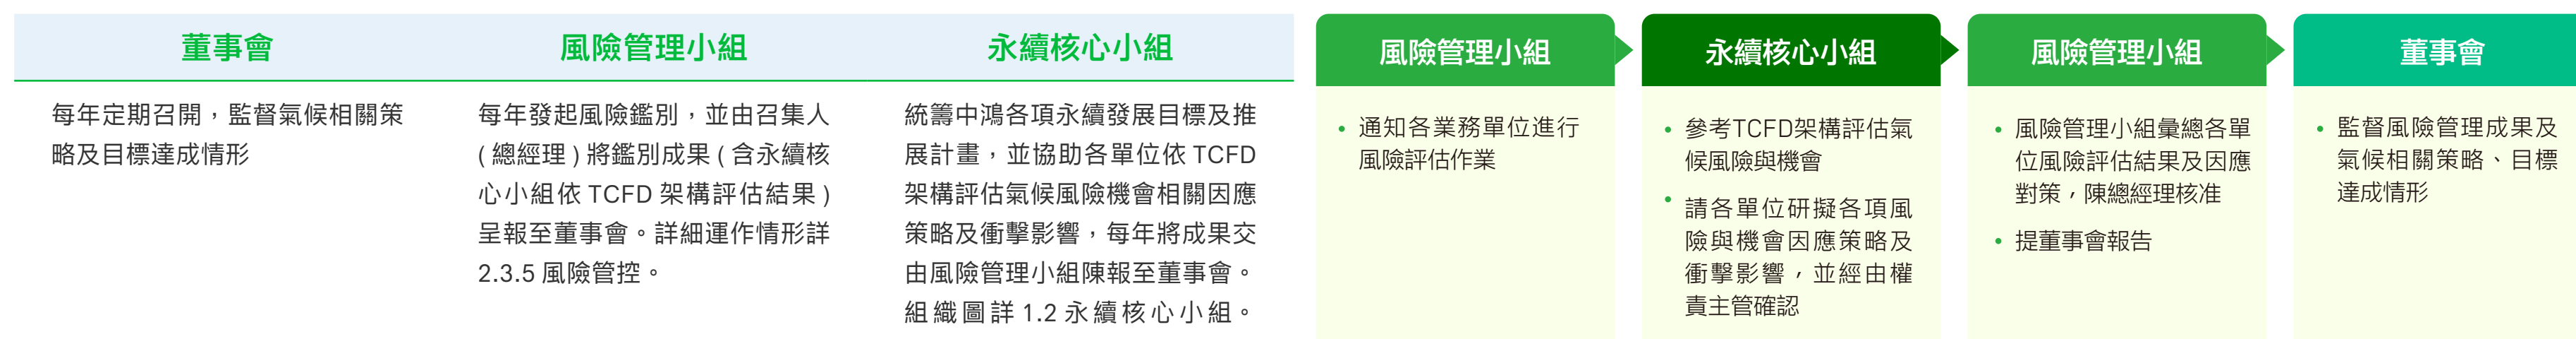 董事會
每年定期召開，監督氣候相關策
略及目標達成情形
風險管理小組
每年發起風險鑑別，並由召集人
( 總經理 ) 將鑑別成果 ( 含永續核
心小組依 TCFD 架構評估結果 )
呈報至董事會。詳細運作情形詳
2.3.5 風險管控。
永續核心小組
統籌中鴻各項永續發展目標及推
展計畫，並協助各單位依 TCFD
架構評估氣候風險機會相關因應
策略及衝擊影響，每年將成果交
由風險管理小組陳報至董事會。
組織圖詳 1.2 永續核心小組。
風險管理小組
• 通知各業務單位進行
風險評估作業
永續核心小組
• 參考TCFD架構評估氣
候風險與機會
• 請各單位研擬各項風
險與機會因應策略及
衝擊影響，並經由權
責主管確認
風險管理小組
• 風險管理小組彙總各單
位風險評估結果及因應
對策，陳總經理核准
• 提董事會報告
董事會
• 監督風險管理成果及
氣候相關策略、目標
達成情形